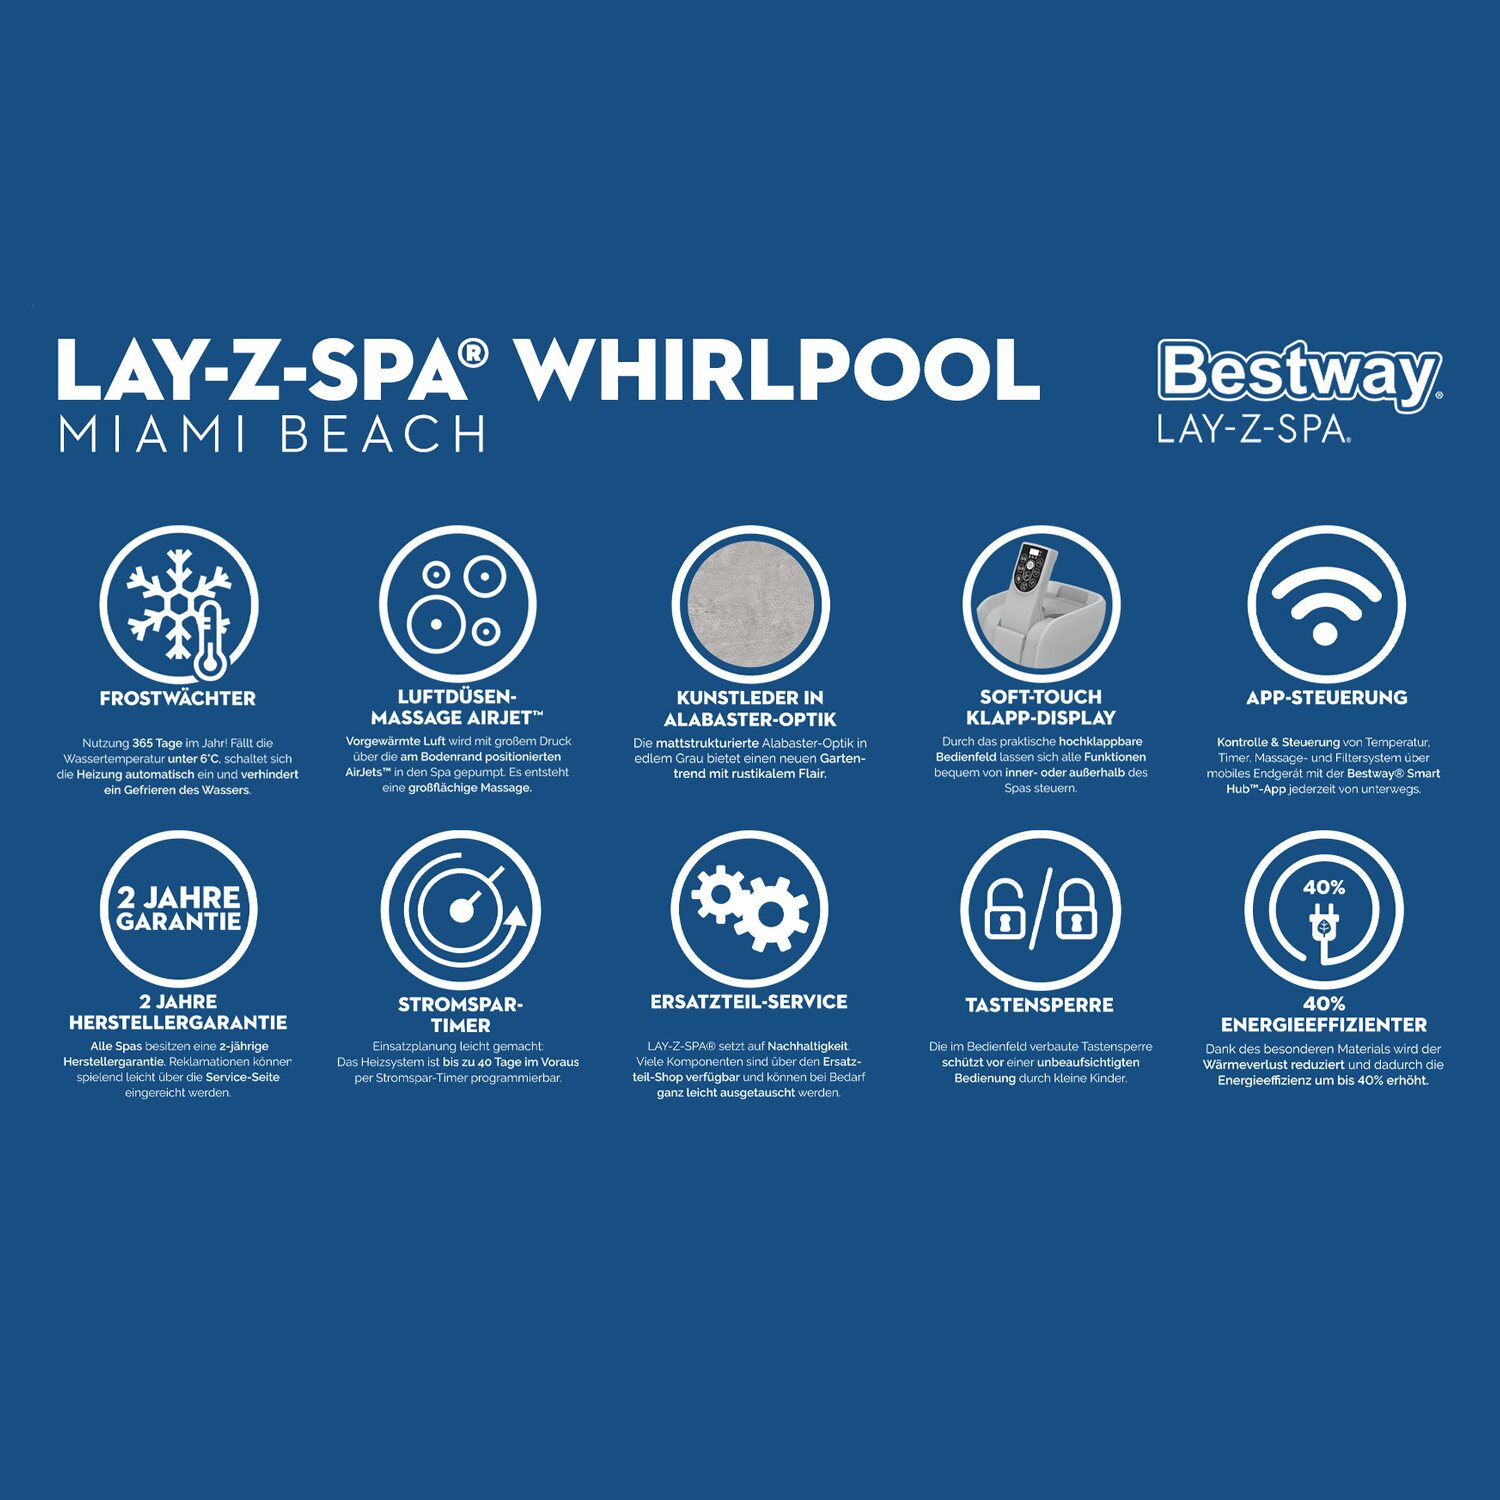 LAY-Z-SPA® WHIRLPOOL
MIAMI BEACH
Bestway®
LAY-Z-SPA®
FROSTWÄCHTER
Nutzung 365 Tage im Jahr! Fällt die
Wassertemperatur unter 6°C, schaltet sich
die Heizung automatisch ein und verhindert
ein Gefrieren des Wassers.
LUFTDÜSEN-
MASSAGE AIRJET™
Vorgewärmte Luft wird mit großem Druck
über die am Bodenrand positionierten
AirJets™ in den Spa gepumpt. Es entsteht
eine großflächige Massage.
KUNSTLEDER IN
ALABASTER-OPTIK
Die mattstrukturierte Alabaster-Optik in
edlem Grau bietet einen neuen Garten-
trend mit rustikalem Flair.
SOFT-TOUCH
KLAPP-DISPLAY
Durch das praktische hochklappbare
Bedienfeld lassen sich alle Funktionen
bequem von inner- oder außerhalb des
Spas steuern.
APP-STEUERUNG
Kontrolle & Steuerung von Temperatur,
Timer, Massage- und Filtersystem über
mobiles Endgerät mit der Bestway® Smart
Hub™-App jederzeit von unterwegs.
2 JAHRE
GARANTIE
2 JAHRE
HERSTELLERGARANTIE
Alle Spas besitzen eine 2-jährige
Herstellergarantie. Reklamationen können
spielend leicht über die Service-Seite
eingereicht werden.
STROMSPAR-
TIMER
Einsatzplanung leicht gemacht:
Das Heizsystem ist bis zu 40 Tage im Voraus
per Stromspar-Timer programmierbar.
ERSATZTEIL-SERVICE
LAY-Z-SPA® setzt auf Nachhaltigkeit.
Viele Komponenten sind über den Ersatz-
teil-Shop verfügbar und können bei Bedarf
ganz leicht ausgetauscht werden.
TASTENSPERRE
Die im Bedienfeld verbaute Tastensperre
schützt vor einer unbeaufsichtigten
Bedienung durch kleine Kinder.
40%
40%
ENERGIEEFFIZIENTER
Dank des besonderen Materials wird der
Wärmeverlust reduziert und dadurch die
Energieeffizienz um bis 40% erhöht.